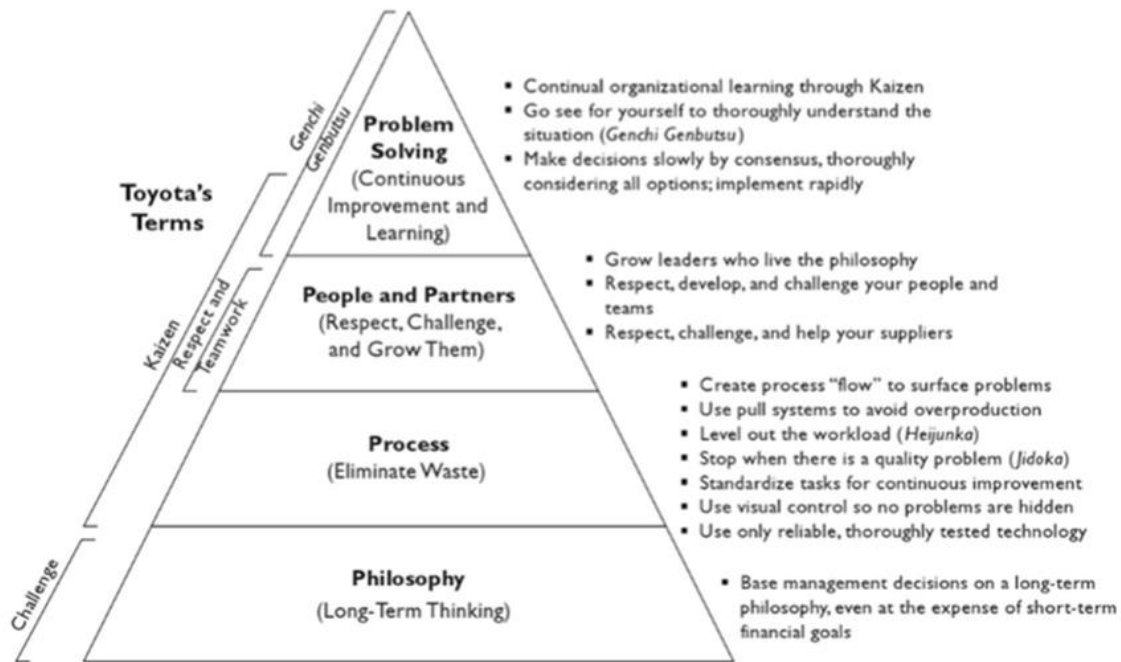 Genchi
Genbutsu
Problem
Solving
(Continuous
Improvement and
Learning)
▪ Continual organizational learning through Kaizen
▪ Go see for yourself to thoroughly understand the
situation (Genchi Genbutsu)
▪ Make decisions slowly by consensus, thoroughly
considering all options; implement rapidly
Toyota's
Terms
Kaizen
Respect and
Teamwork
People and Partners
(Respect, Challenge,
and Grow Them)
▪ Grow leaders who live the philosophy
▪ Respect, develop, and challenge your people and
teams
▪ Respect, challenge, and help your suppliers
Process
(Eliminate Waste)
▪ Create process "flow" to surface problems
▪ Use pull systems to avoid overproduction
▪ Level out the workload (Heijunka)
▪ Stop when there is a quality problem (Jidoka)
▪ Standardize tasks for continuous improvement
▪ Use visual control so no problems are hidden
▪ Use only reliable, thoroughly tested technology
Challenge
Philosophy
(Long-Term Thinking)
▪ Base management decisions on a long-term
philosophy, even at the expense of short-term
financial goals